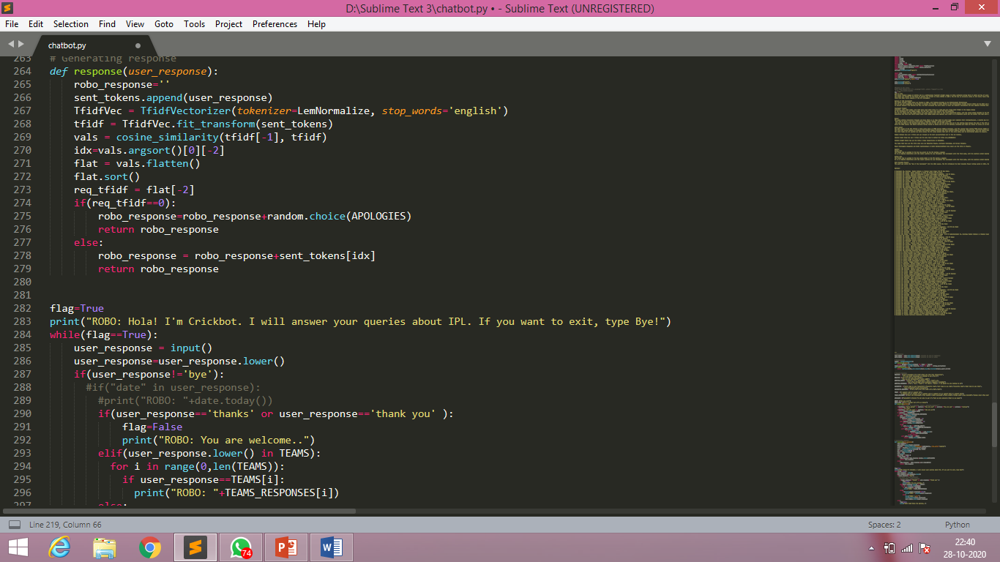 D:\Sublime Text 3\chatbot.py • - Sublime Text (UNREGISTERED)
File Edit Selection Find View Goto Tools Project Preferences Help
chatbot.py
263 # Generating response
264 def response(user_response):
265     robo_response=''
266     sent_tokens.append(user_response)
267     TfidfVec = TfidfVectorizer(tokenizer=LemNormalize, stop_words='english')
268     tfidf = TfidfVec.fit_transform(sent_tokens)
269     vals = cosine_similarity(tfidf[-1], tfidf)
270     idx=vals.argsort()[0][-2]
271     flat = vals.flatten()
272     flat.sort()
273     req_tfidf = flat[-2]
274     if(req_tfidf==0):
275         robo_response=robo_response+random.choice(APOLOGIES)
276         return robo_response
277     else:
278         robo_response = robo_response+sent_tokens[idx]
279         return robo_response
280
281
282 flag=True
283 print("ROBO: Hola! I'm Crickbot. I will answer your queries about IPL. If you want to exit, type Bye!")
284 while(flag==True):
285     user_response = input()
286     user_response=user_response.lower()
287     if(user_response!='bye'):
288       #if("date" in user_response):
289         #print("ROBO: "+date.today())
290         if(user_response=='thanks' or user_response=='thank you' ):
291             flag=False
292             print("ROBO: You are welcome..")
293         elif(user_response.lower() in TEAMS):
294           for i in range(0,len(TEAMS)):
295             if user_response==TEAMS[i]:
296               print("ROBO: "+TEAMS_RESPONSES[i])
297         else:
Line 219, Column 66
Spaces: 2
Python
74
22:40
28-10-2020